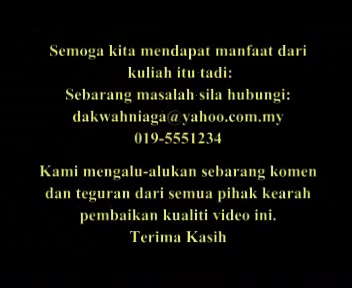 Semoga kita mendapat manfaat dari
kuliah itu tadi:
Sebarang masalah sila hubungi:
dakwahniaga@yahoo.com.my
019-5551234
Kami mengalu-alukan sebarang komen
dan teguran dari semua pihak kearah
pembaikan kualiti video ini.
Terima Kasih